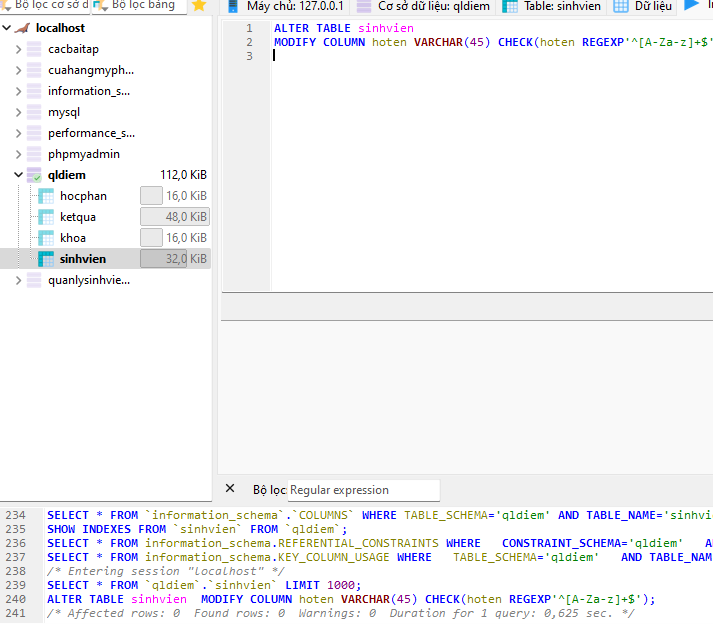 Bộ lọc cơ sở d
Bộ lọc bảng
Máy chủ: 127.0.0.1
Cơ sở dữ liệu: qldiem
Table: sinhvien
Dữ liệu
localhost
cacbaitap
cuahangmyph...
information_s...
mysql
performance_s...
phpmyadmin
qldiem 112,0 KiB
hocphan 16,0 KiB
ketqua 48,0 KiB
khoa 16,0 KiB
sinhvien 32,0 KiB
quanlysinhvie...
1 ALTER TABLE sinhvien
2 MODIFY COLUMN hoten VARCHAR(45) CHECK(hoten REGEXP'^[A-Za-z]+$'
3
Bộ lọc: Regular expression
234 SELECT * FROM `information_schema`.`COLUMNS` WHERE TABLE_SCHEMA='qldiem' AND TABLE_NAME='sinhvi
235 SHOW INDEXES FROM `sinhvien` FROM `qldiem`;
236 SELECT * FROM information_schema.REFERENTIAL_CONSTRAINTS WHERE   CONSTRAINT_SCHEMA='qldiem'   A
237 SELECT * FROM information_schema.KEY_COLUMN_USAGE WHERE   TABLE_SCHEMA='qldiem'   AND TABLE_NAM
238 /* Entering session "Localhost" */
239 SELECT * FROM `qldiem`.`sinhvien` LIMIT 1000;
240 ALTER TABLE sinhvien  MODIFY COLUMN hoten VARCHAR(45) CHECK(hoten REGEXP'^[A-Za-z]+$');
241 /* Affected rows: 0  Found rows: 0  Warnings: 0  Duration for 1 query: 0,625 sec. */